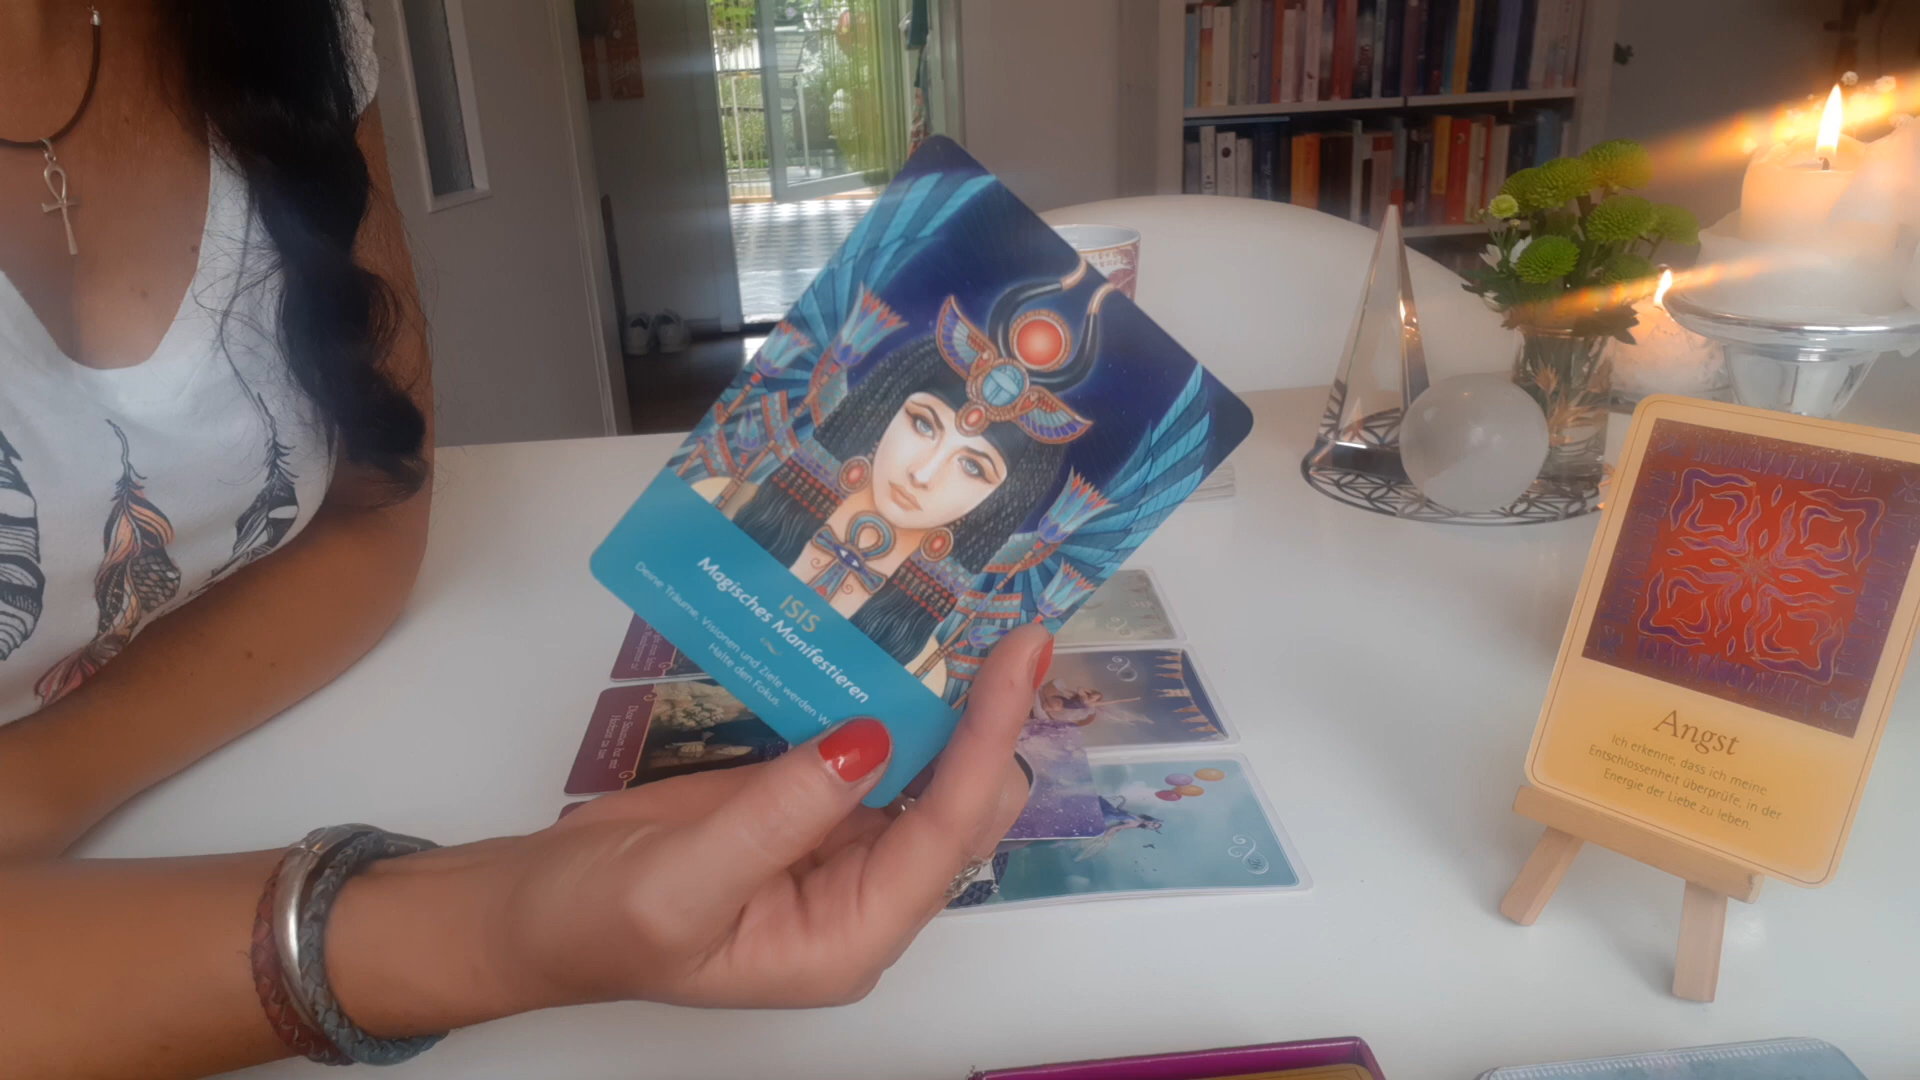 ISIS
Magisches Manifestieren
Deine Träume, Visionen und Ziele werden
Halte den Fokus.
Angst
Ich erkenne, dass ich meine
Entschlossenheit überprüfe, in der
Energie der Liebe zu leben.